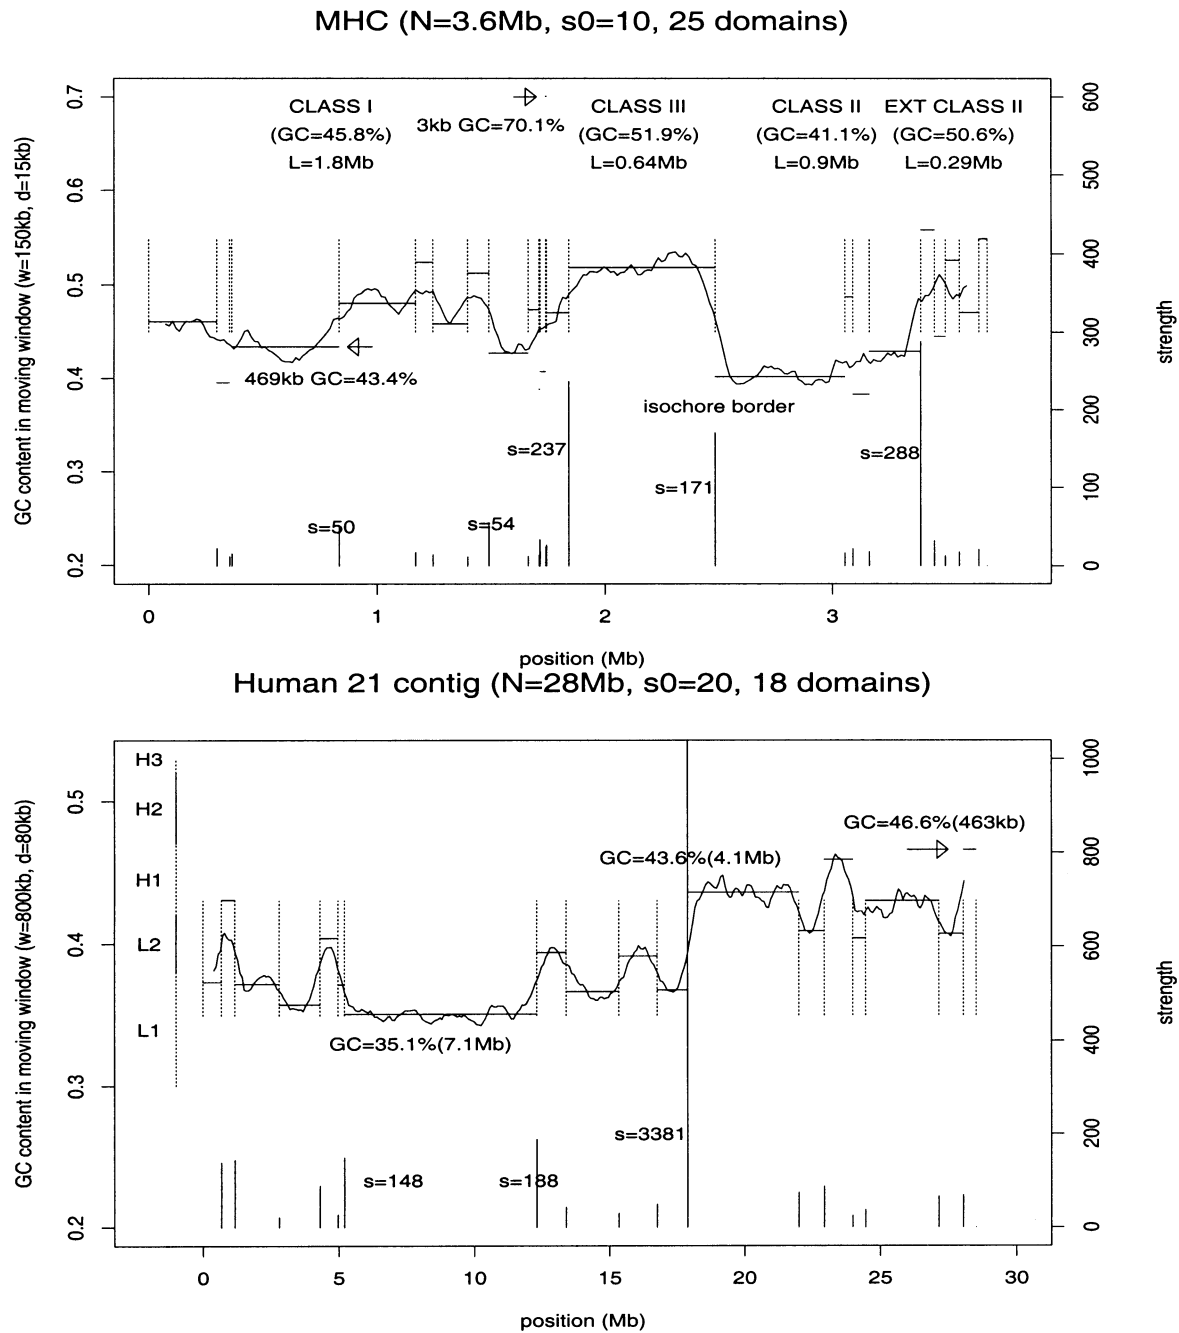 MHC (N=3.6Mb, s0=10, 25 domains)
GC content in moving window (w=150kb, d=15kb)
strength
0.7
0.6
0.5
0.4
0.3
0.2
600
500
400
300
200
100
0
CLASS I
(GC=45.8%)
L=1.8Mb
3kb GC=70.1%
CLASS III
(GC=51.9%)
L=0.64Mb
CLASS II
(GC=41.1%)
L=0.9Mb
EXT CLASS II
(GC=50.6%)
L=0.29Mb
469kb GC=43.4%
isochore border
s=237
s=171
s=288
s=50
s=54
0 1 2 3
position (Mb)
Human 21 contig (N=28Mb, s0=20, 18 domains)
GC content in moving window (w=800kb, d=80kb)
strength
0.5
0.4
0.3
0.2
1000
800
600
400
200
0
H3
H2
H1
L2
L1
GC=46.6%(463kb)
GC=43.6%(4.1Mb)
GC=35.1%(7.1Mb)
s=3381
s=148
s=188
0 5 10 15 20 25 30
position (Mb)